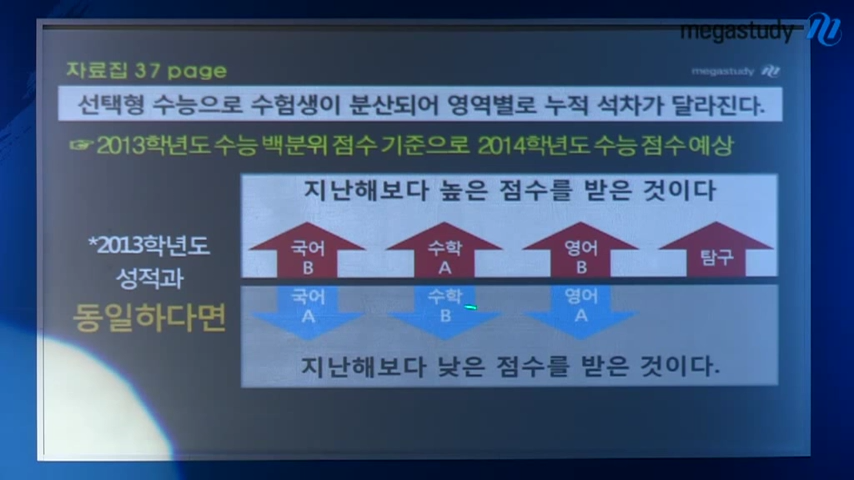 megastudy
자료집 37 page
megastudy
선택형 수능으로 수험생이 분산되어 영역별로 누적 석차가 달라진다.
☞2013학년도 수능 백분위 점수 기준으로 2014학년도 수능 점수 예상
지난해보다 높은 점수를 받은 것이다
*2013학년도
성적과
동일하다면
국어 수학 영어 탐구
B A B
국어 수학 영어
A B A
지난해보다 낮은 점수를 받은 것이다.